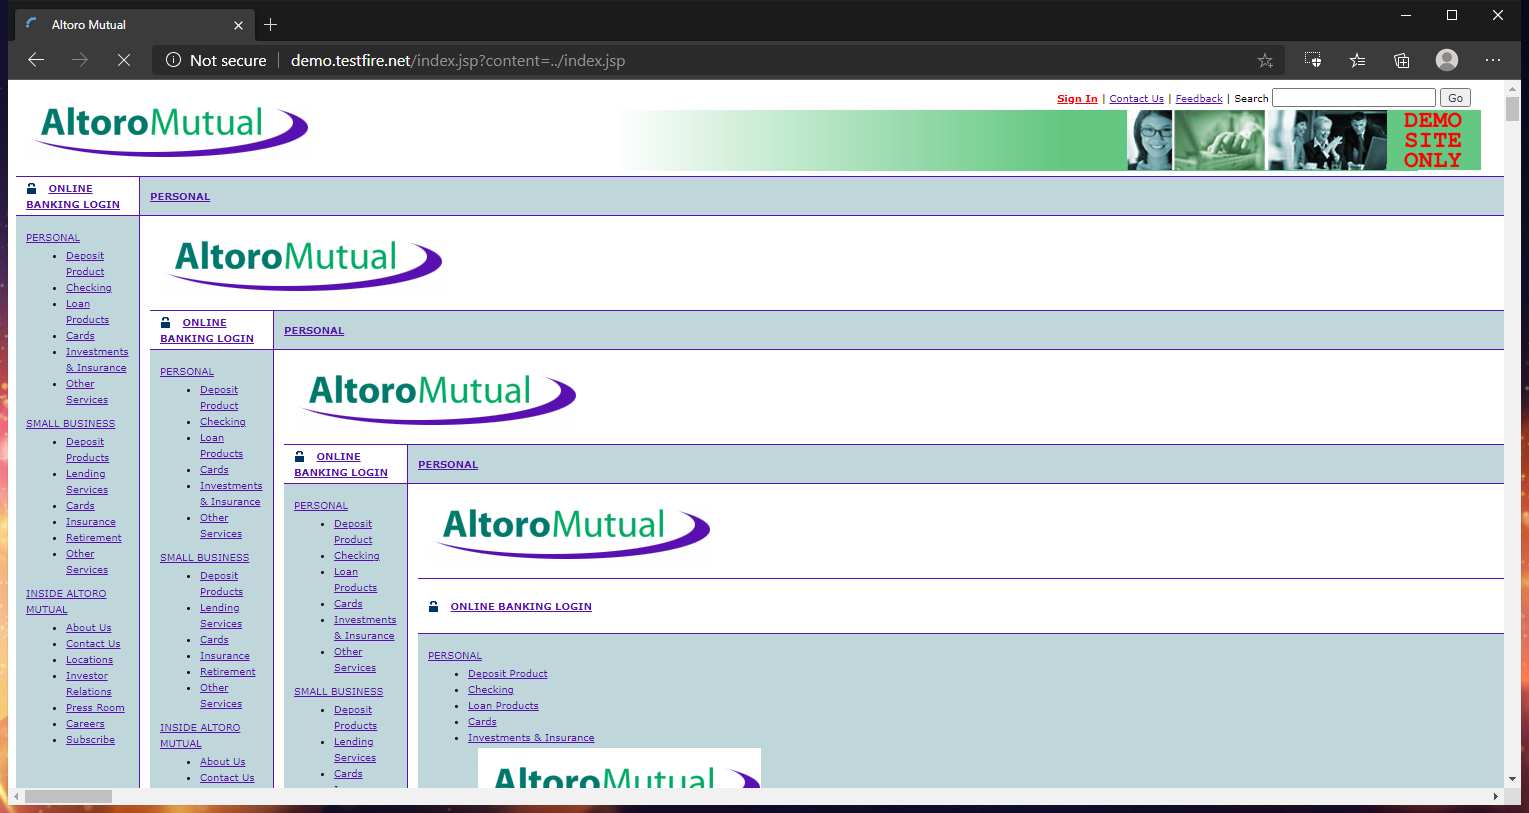 Altoro Mutual
Not secure
demo.testfire.net/index.jsp?content=../index.jsp
Sign In | Contact Us | Feedback | Search
Go
AltoroMutual
DEMO
SITE
ONLY
ONLINE
BANKING LOGIN
PERSONAL
PERSONAL
Deposit
Product
Checking
Loan
Products
Cards
Investments
& Insurance
Other
Services
SMALL BUSINESS
Deposit
Products
Lending
Services
Cards
Insurance
Retirement
Other
Services
INSIDE ALTORO
MUTUAL
About Us
Contact Us
Locations
Investor
Relations
Press Room
Careers
Subscribe
AltoroMutual
ONLINE
BANKING LOGIN
PERSONAL
PERSONAL
Deposit
Product
Checking
Loan
Products
Cards
Investments
& Insurance
Other
Services
SMALL BUSINESS
Deposit
Products
Lending
Services
Cards
Insurance
Retirement
Other
Services
INSIDE ALTORO
MUTUAL
About Us
Contact Us
AltoroMutual
ONLINE
BANKING LOGIN
PERSONAL
PERSONAL
Deposit
Product
Checking
Loan
Products
Cards
Investments
& Insurance
Other
Services
SMALL BUSINESS
Deposit
Products
Lending
Services
Cards
AltoroMutual
ONLINE BANKING LOGIN
PERSONAL
Deposit Product
Checking
Loan Products
Cards
Investments & Insurance
AltoroMutual